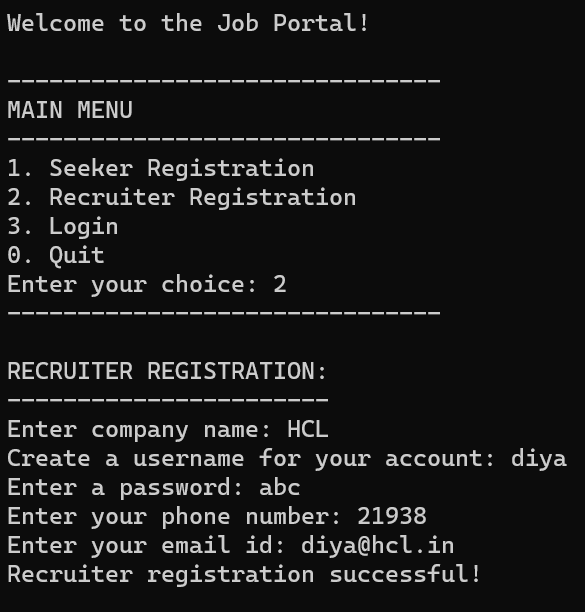 Welcome to the Job Portal!
-------------------------------
MAIN MENU
-------------------------------
1. Seeker Registration
2. Recruiter Registration
3. Login
0. Quit
Enter your choice: 2
-------------------------------
RECRUITER REGISTRATION:
-----------------------
Enter company name: HCL
Create a username for your account: diya
Enter a password: abc
Enter your phone number: 21938
Enter your email id: diya@hcl.in
Recruiter registration successful!